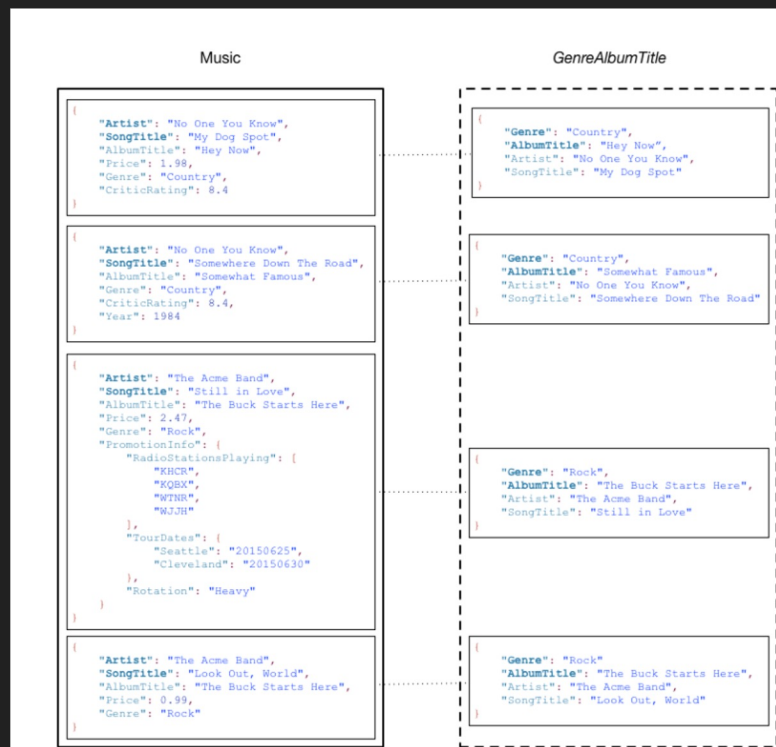 Music
{
"Artist": "No One You Know",
"SongTitle": "My Dog Spot",
"AlbumTitle": "Hey Now",
"Price": 1.98,
"Genre": "Country",
"CriticRating": 8.4
}
{
"Artist": "No One You Know",
"SongTitle": "Somewhere Down The Road",
"AlbumTitle": "Somewhat Famous",
"Genre": "Country",
"CriticRating": 8.4,
"Year": 1984
}
{
"Artist": "The Acme Band",
"SongTitle": "Still in Love",
"AlbumTitle": "The Buck Starts Here",
"Price": 2.47,
"Genre": "Rock",
"PromotionInfo": {
"RadioStationsPlaying": [
"KHCR",
"KQBX",
"WTNR",
"WJJH"
],
"TourDates": {
"Seattle": "20150625",
"Cleveland": "20150630"
},
"Rotation": "Heavy"
}
}
{
"Artist": "The Acme Band",
"SongTitle": "Look Out, World",
"AlbumTitle": "The Buck Starts Here",
"Price": 0.99,
"Genre": "Rock"
}
GenreAlbumTitle
{
"Genre": "Country",
"AlbumTitle": "Hey Now",
"Artist": "No One You Know",
"SongTitle": "My Dog Spot"
}
{
"Genre": "Country",
"AlbumTitle": "Somewhat Famous",
"Artist": "No One You Know",
"SongTitle": "Somewhere Down The Road"
}
{
"Genre": "Rock",
"AlbumTitle": "The Buck Starts Here",
"Artist": "The Acme Band",
"SongTitle": "Still in Love"
}
{
"Genre": "Rock"
"AlbumTitle": "The Buck Starts Here",
"Artist": "The Acme Band",
"SongTitle": "Look Out, World"
}